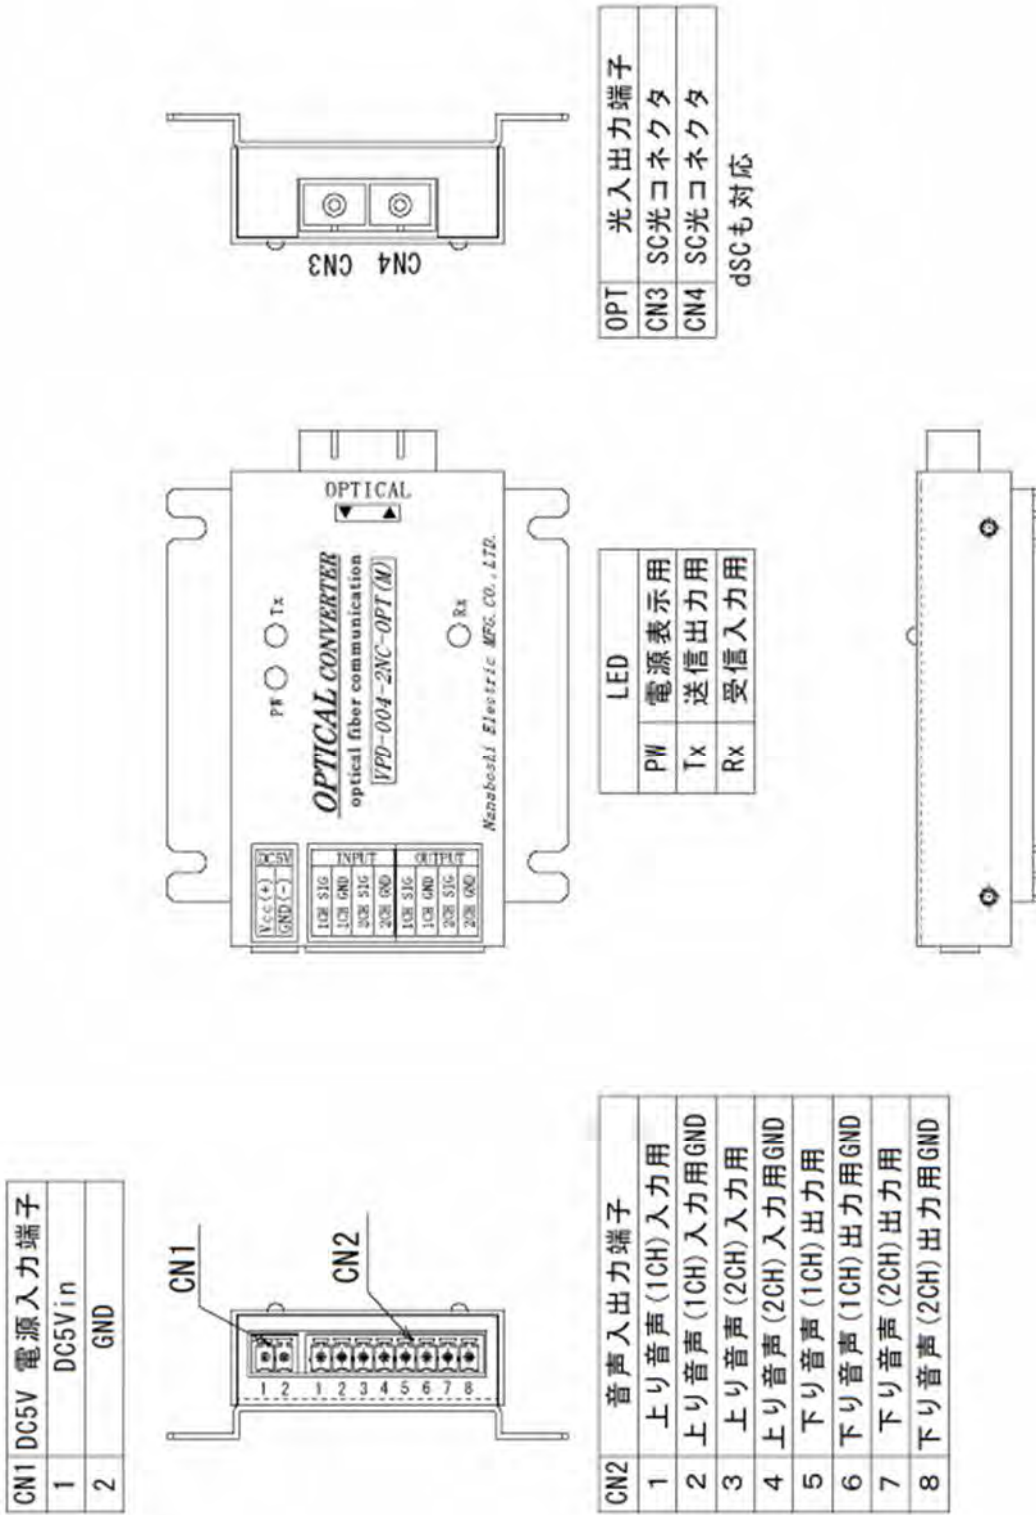 CN1 DC5V 電源入力端子
1 DC5Vin
2 GND
CN1
CN2
1 2 1 2 3 4 5 6 7 8
CN2 音声入出力端子
1 上り音声(1CH)入力用
2 上り音声(1CH)入力用GND
3 上り音声(2CH)入力用
4 上り音声(2CH)入力用GND
5 下り音声(1CH)出力用
6 下り音声(1CH)出力用GND
7 下り音声(2CH)出力用
8 下り音声(2CH)出力用GND
DC5V
Vcc(+)
GND(-)
INPUT
1CH SIG
1CH GND
2CH SIG
2CH GND
OUTPUT
1CH SIG
1CH GND
2CH SIG
2CH GND
PW Tx
OPTICAL CONVERTER
optical fiber communication
VPD-004-2NC-OPT(M)
OPTICAL
Rx
Nanaboshi Electric MFG. CO., LTD.
LED
PW 電源表示用
Tx 送信出力用
Rx 受信入力用
CN3 CN4
OPT 光入出力端子
CN3 SC光コネクタ
CN4 SC光コネクタ
dSCも対応